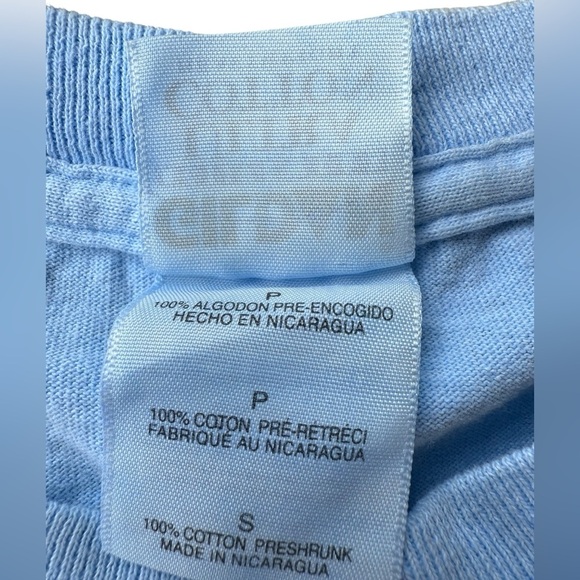 P
100% ALGODON PRE-ENCOGIDO
HECHO EN NICARAGUA
P
100% COTON PRÉ-RETRÉCI
FABRIQUÉ AU NICARAGUA
S
100% COTTON PRESHRUNK
MADE IN NICARAGUA